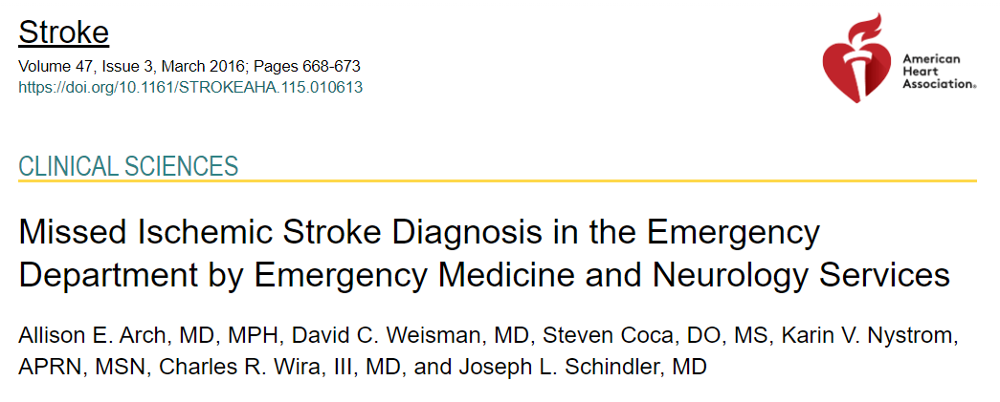 Stroke
Volume 47, Issue 3, March 2016; Pages 668-673
https://doi.org/10.1161/STROKEAHA.115.010613
American
Heart
Association®
CLINICAL SCIENCES
Missed Ischemic Stroke Diagnosis in the Emergency
Department by Emergency Medicine and Neurology Services
Allison E. Arch, MD, MPH, David C. Weisman, MD, Steven Coca, DO, MS, Karin V. Nystrom,
APRN, MSN, Charles R. Wira, III, MD, and Joseph L. Schindler, MD